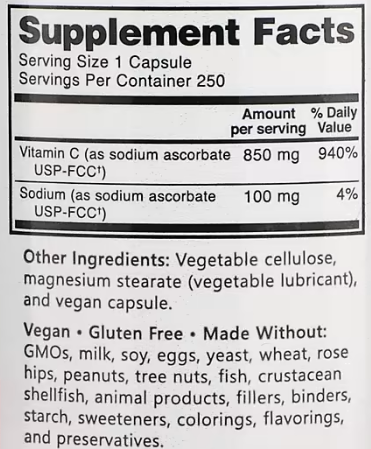 Supplement Facts
Serving Size 1 Capsule
Servings Per Container 250
Amount per serving % Daily Value
Vitamin C (as sodium ascorbate USP-FCC†) 850 mg 940%
Sodium (as sodium ascorbate USP-FCC†) 100 mg 4%
Other Ingredients: Vegetable cellulose,
magnesium stearate (vegetable lubricant),
and vegan capsule.
Vegan • Gluten Free • Made Without:
GMOs, milk, soy, eggs, yeast, wheat, rose
hips, peanuts, tree nuts, fish, crustacean
shellfish, animal products, fillers, binders,
starch, sweeteners, colorings, flavorings,
and preservatives.